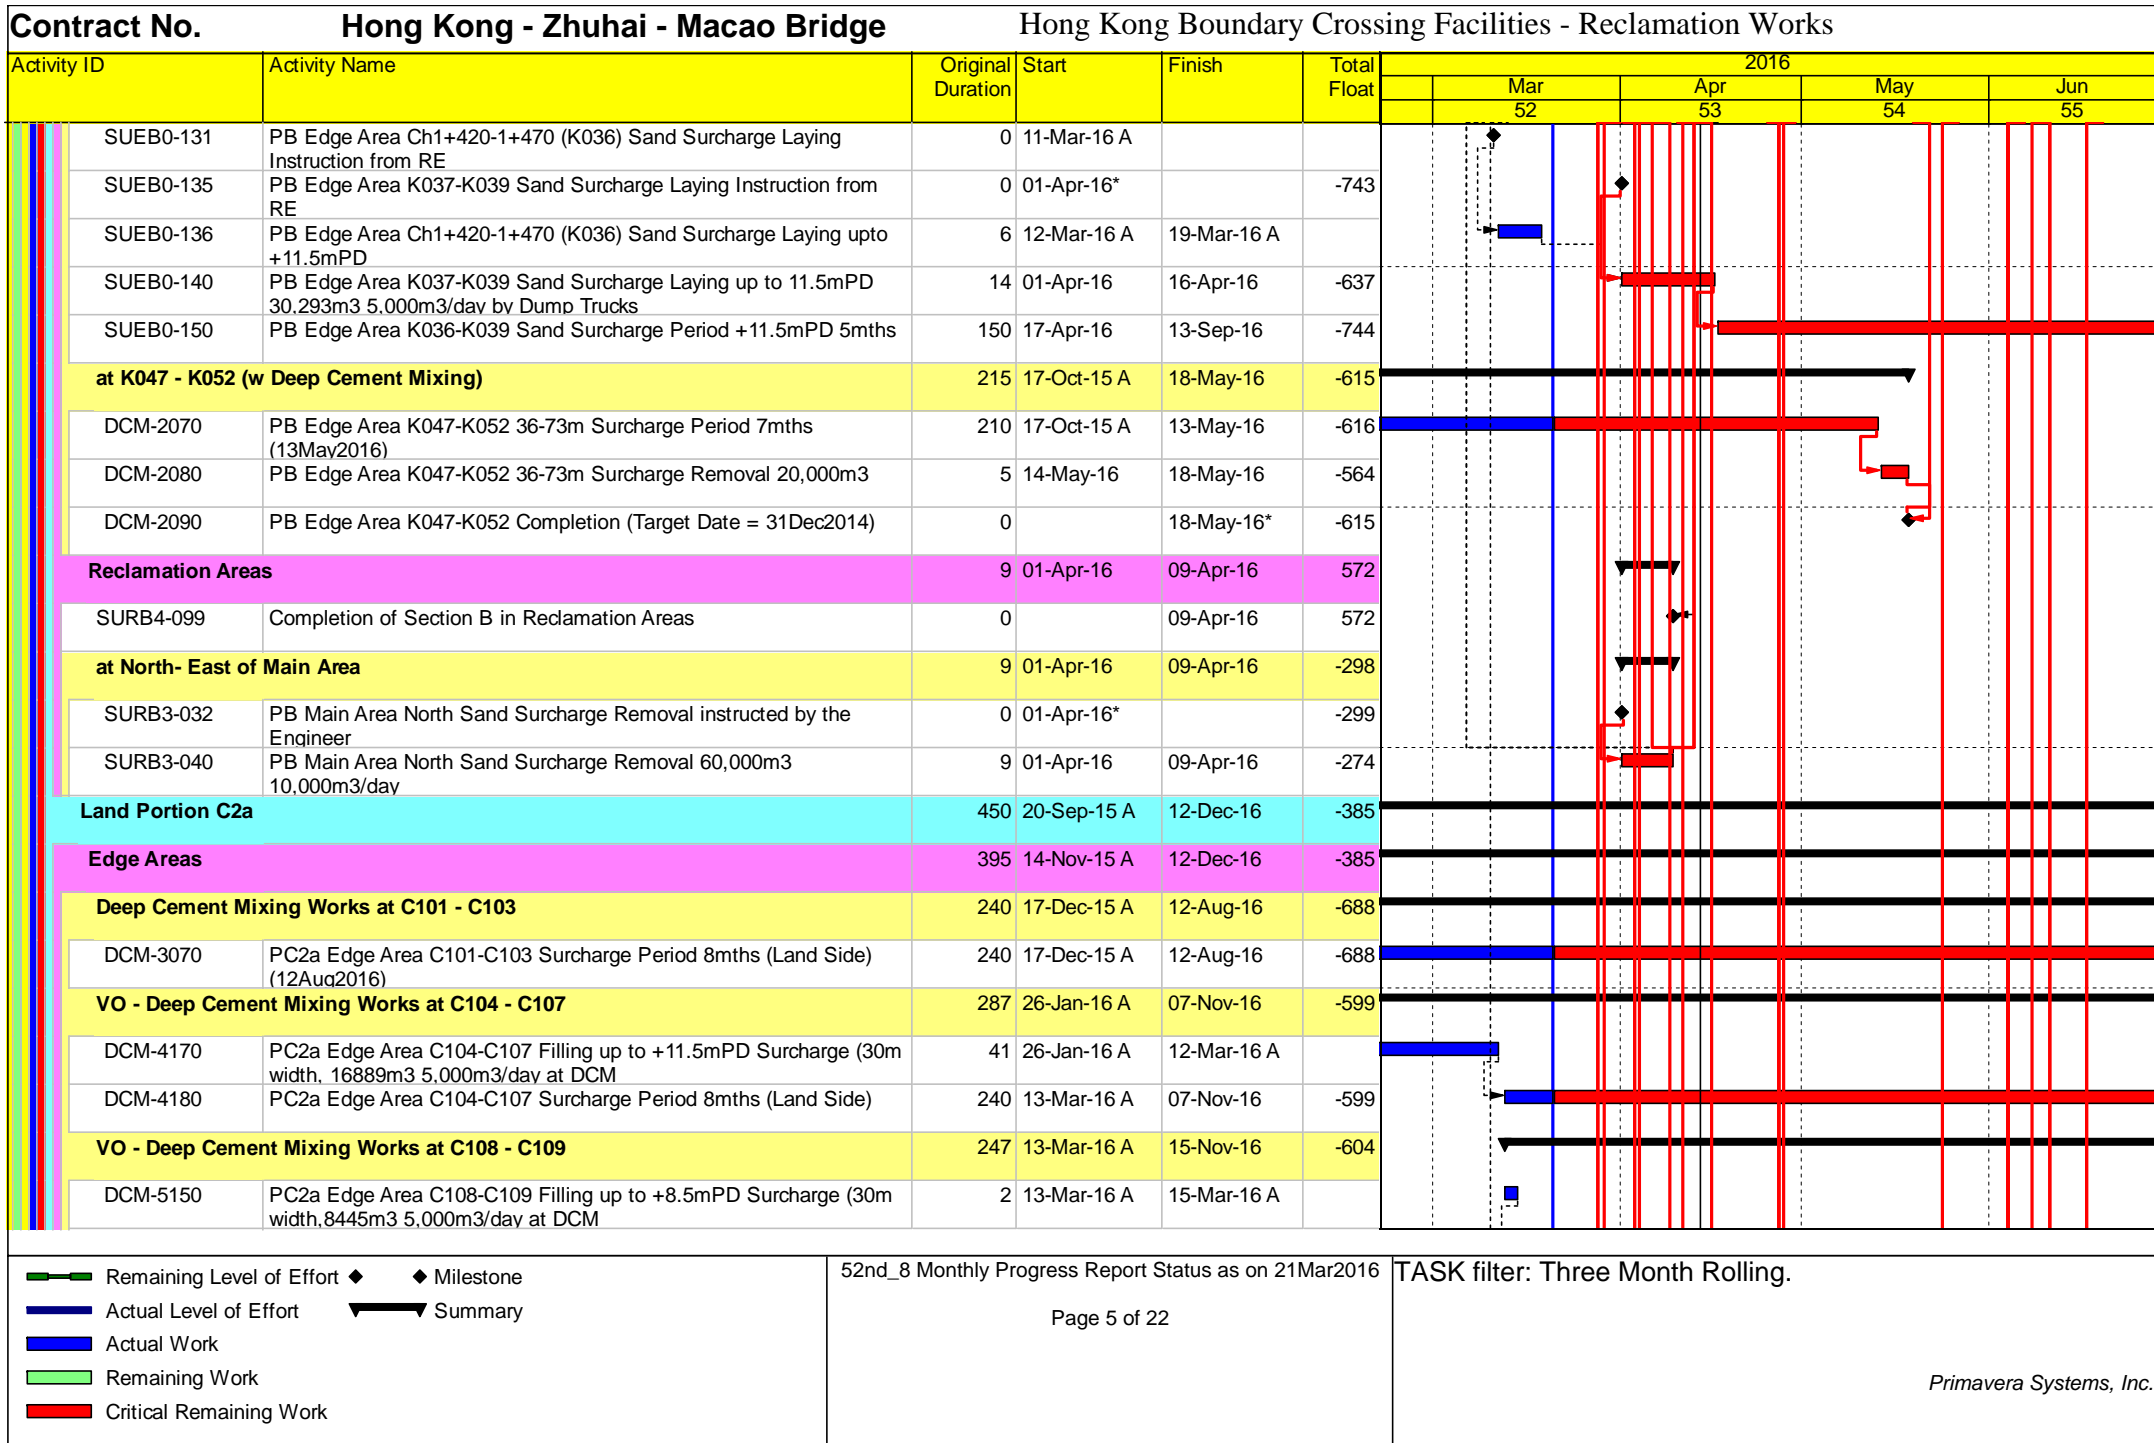 Contract No. Hong Kong - Zhuhai - Macao Bridge Hong Kong Boundary Crossing Facilities - Reclamation Works
Activity ID Activity Name Original Start Finish Total 2016
Duration Float Mar Apr May Jun
52 53 54 55
SUEB0-131 PB Edge Area Ch1+420-1+470 (K036) Sand Surcharge Laying 0 11-Mar-16 A
Instruction from RE
SUEB0-135 PB Edge Area K037-K039 Sand Surcharge Laying Instruction from 0 01-Apr-16* -743
RE
SUEB0-136 PB Edge Area Ch1+420-1+470 (K036) Sand Surcharge Laying upto 6 12-Mar-16 A 19-Mar-16 A
+11.5mPD
SUEB0-140 PB Edge Area K037-K039 Sand Surcharge Laying up to 11.5mPD 14 01-Apr-16 16-Apr-16 -637
30,293m3 5,000m3/day by Dump Trucks
SUEB0-150 PB Edge Area K036-K039 Sand Surcharge Period +11.5mPD 5mths 150 17-Apr-16 13-Sep-16 -744
at K047 - K052 (w Deep Cement Mixing) 215 17-Oct-15 A 18-May-16 -615
DCM-2070 PB Edge Area K047-K052 36-73m Surcharge Period 7mths 210 17-Oct-15 A 13-May-16 -616
(13May2016)
DCM-2080 PB Edge Area K047-K052 36-73m Surcharge Removal 20,000m3 5 14-May-16 18-May-16 -564
DCM-2090 PB Edge Area K047-K052 Completion (Target Date = 31Dec2014) 0 18-May-16* -615
Reclamation Areas 9 01-Apr-16 09-Apr-16 572
SURB4-099 Completion of Section B in Reclamation Areas 0 09-Apr-16 572
at North- East of Main Area 9 01-Apr-16 09-Apr-16 -298
SURB3-032 PB Main Area North Sand Surcharge Removal instructed by the 0 01-Apr-16* -299
Engineer
SURB3-040 PB Main Area North Sand Surcharge Removal 60,000m3 9 01-Apr-16 09-Apr-16 -274
10,000m3/day
Land Portion C2a 450 20-Sep-15 A 12-Dec-16 -385
Edge Areas 395 14-Nov-15 A 12-Dec-16 -385
Deep Cement Mixing Works at C101 - C103 240 17-Dec-15 A 12-Aug-16 -688
DCM-3070 PC2a Edge Area C101-C103 Surcharge Period 8mths (Land Side) 240 17-Dec-15 A 12-Aug-16 -688
(12Aug2016)
VO - Deep Cement Mixing Works at C104 - C107 287 26-Jan-16 A 07-Nov-16 -599
DCM-4170 PC2a Edge Area C104-C107 Filling up to +11.5mPD Surcharge (30m 41 26-Jan-16 A 12-Mar-16 A
width, 16889m3 5,000m3/day at DCM
DCM-4180 PC2a Edge Area C104-C107 Surcharge Period 8mths (Land Side) 240 13-Mar-16 A 07-Nov-16 -599
VO - Deep Cement Mixing Works at C108 - C109 247 13-Mar-16 A 15-Nov-16 -604
DCM-5150 PC2a Edge Area C108-C109 Filling up to +8.5mPD Surcharge (30m 2 13-Mar-16 A 15-Mar-16 A
width,8445m3 5,000m3/day at DCM
Remaining Level of Effort Milestone 52nd_8 Monthly Progress Report Status as on 21Mar2016 TASK filter: Three Month Rolling.
Actual Level of Effort Summary Page 5 of 22
Actual Work
Remaining Work
Primavera Systems, Inc.
Critical Remaining Work